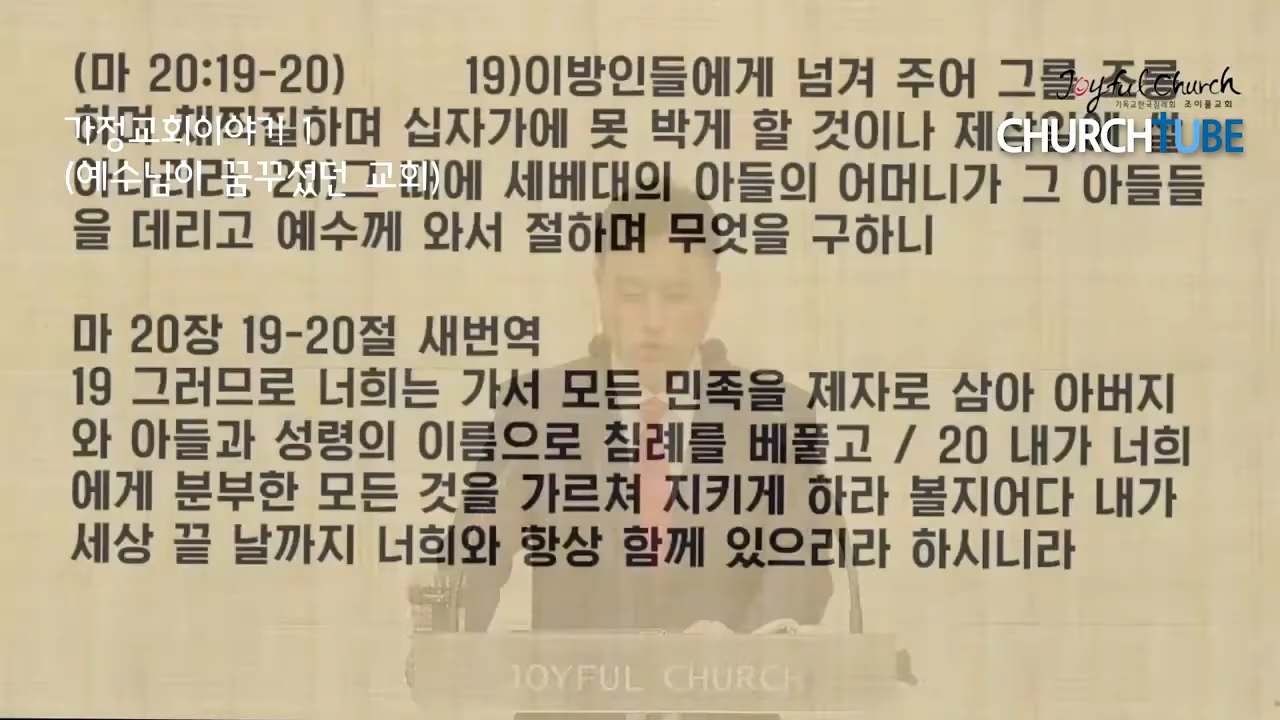 (마 20:19-20) 19)이방인들에게 넘겨 주어 그를
하며 십자가에 못 박게 할 것이나
에 세베대의 아들의 어머니가 그 아들들
을 데리고 예수께 와서 절하며 무엇을 구하니
마 20장 19-20절 새번역
19 그러므로 너희는 가서 모든 민족을 제자로 삼아 아버지
와 아들과 성령의 이름으로 침례를 베풀고 / 20 내가 너희
에게 분부한 모든 것을 가르쳐 지키게 하라 볼지어다 내가
세상 끝 날까지 너희와 항상 함께 있으리라 하시니라
가정교회이야기 1
(예수님이 꿈꾸셨던 교회)
Joyful Church
기독교한국침례회 조이풀교회
CHURCHTUBE
JOYFUL CHURCH